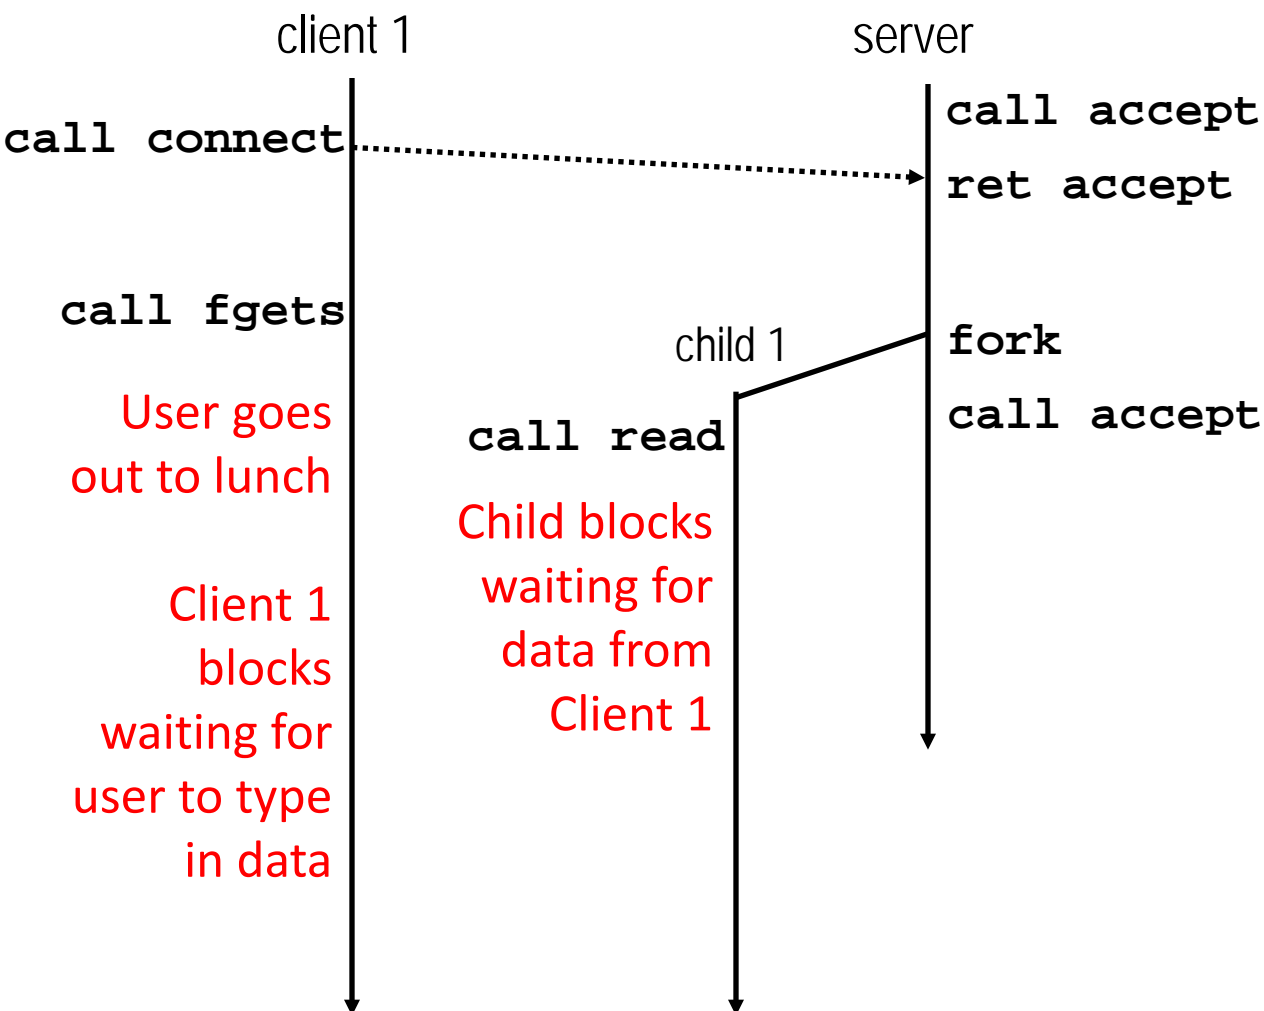 client 1
server
call connect
call accept
ret accept
call fgets
child 1
fork
call accept
call read
User goes
out to lunch
Client 1
blocks
waiting for
user to type
in data
Child blocks
waiting for
data from
Client 1